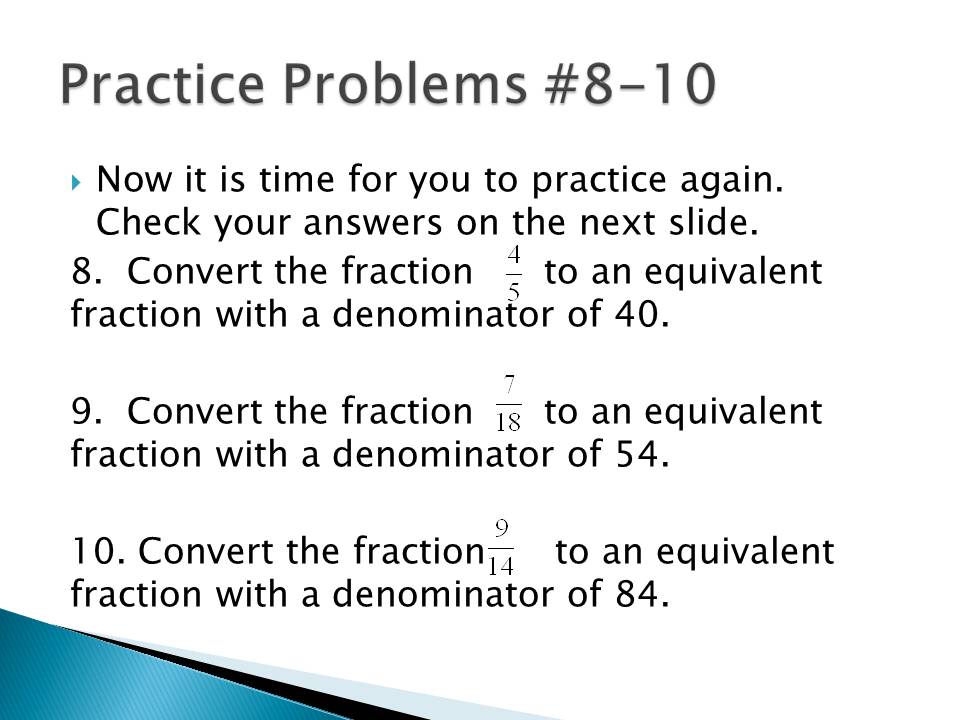 Practice Problems #8-10
Now it is time for you to practice again.
Check your answers on the next slide.
8. Convert the fraction 4/5 to an equivalent
fraction with a denominator of 40.
9. Convert the fraction 7/18 to an equivalent
fraction with a denominator of 54.
10. Convert the fraction 9/14 to an equivalent
fraction with a denominator of 84.